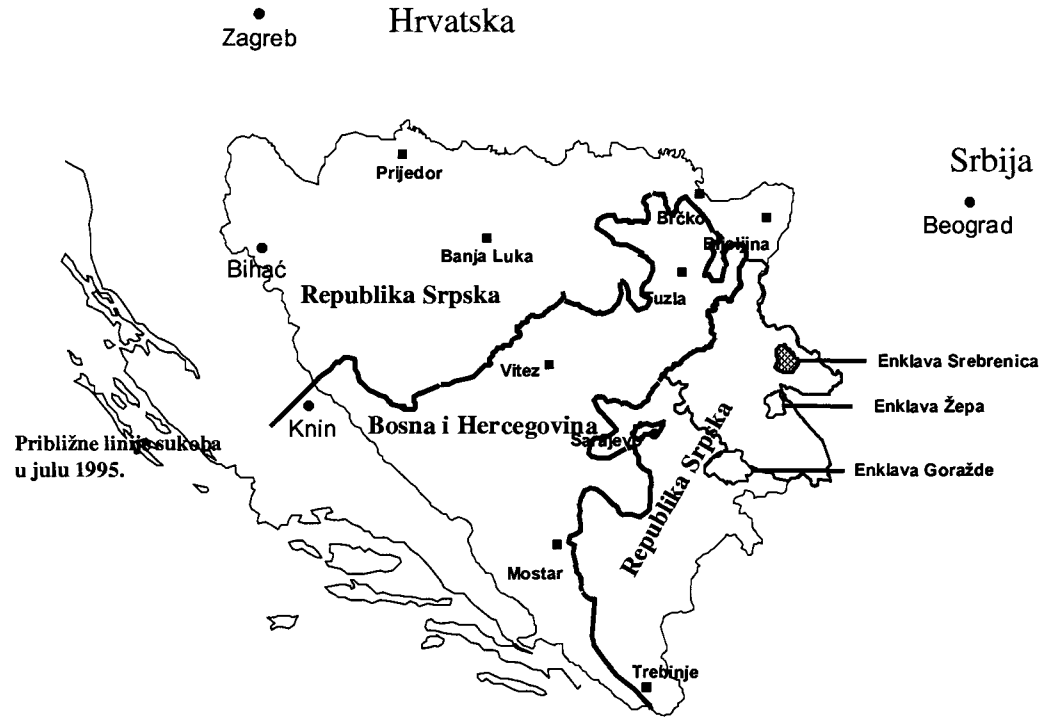 Hrvatska
Zagreb
Srbija
Prijedor
Beograd
Brčko
Bijeljina
Banja Luka
Bihać
Republika Srpska
Tuzla
Enklava Srebrenica
Vitez
Enklava Žepa
Knin
Bosna i Hercegovina
Sarajevo
Republika Srpska
Približne linije sukoba
u julu 1995.
Enklava Goražde
Mostar
Trebinje